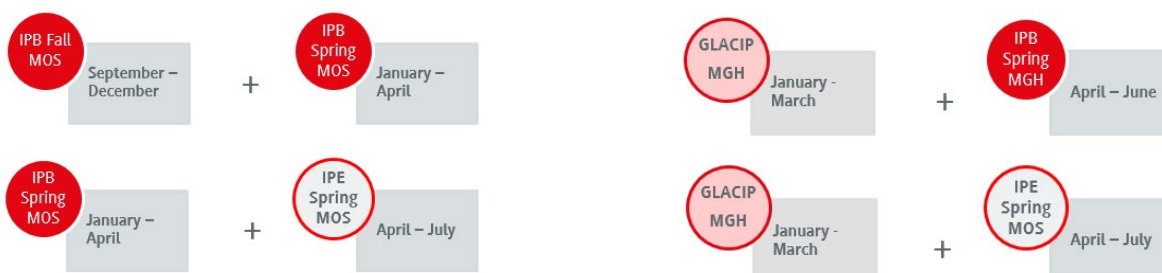 IPB Fall
MOS
September –
December
+
IPB
Spring
MOS
January –
April
GLACIP
MGH
January -
March
+
IPB
Spring
MGH
April – June
IPB
Spring
MOS
January –
April
+
IPE
Spring
MOS
April – July
GLACIP
MGH
January -
March
+
IPE
Spring
MOS
April – July